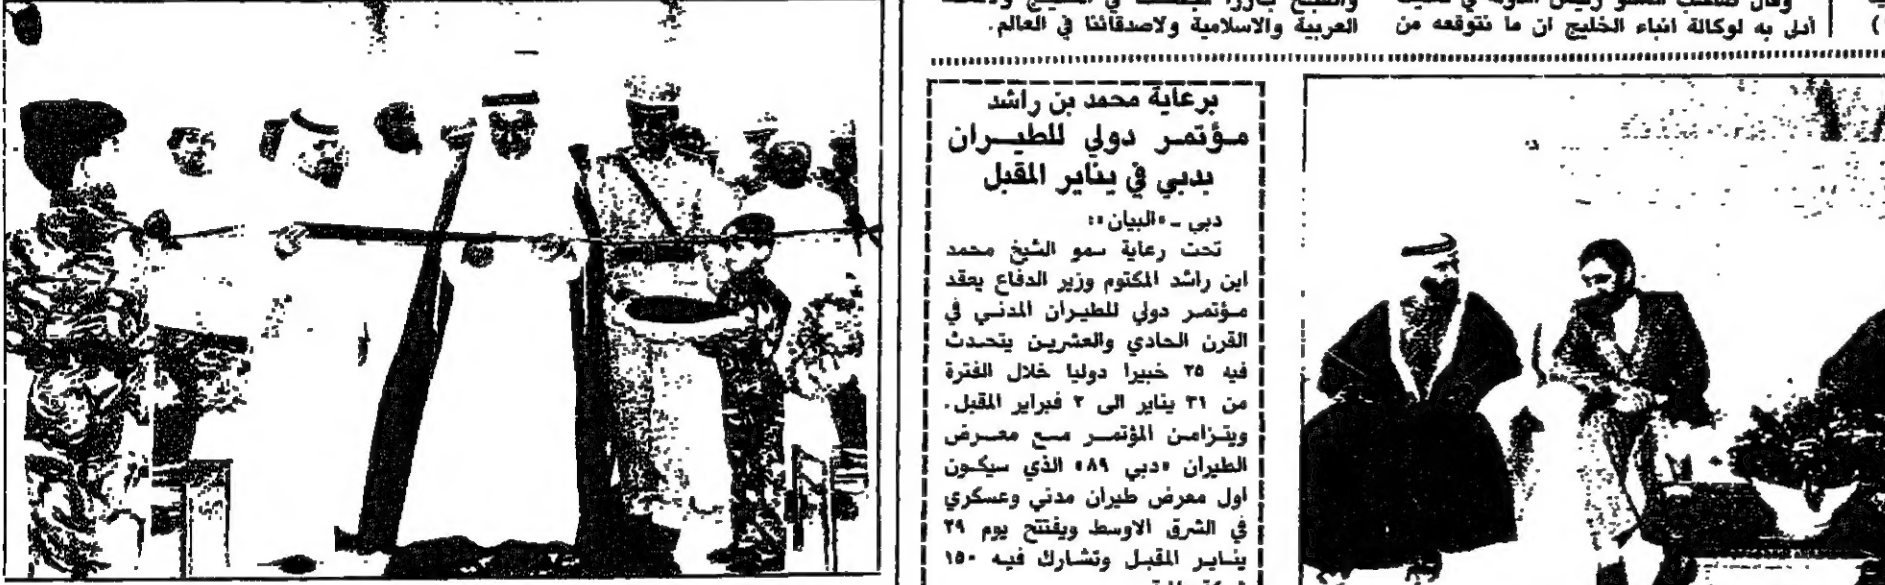 أدلى به لوكالة انباء الخليج ان ما نتوقعه من
العربية والاسلامية ولاصدقائنا في العالم.
برعاية محمد بن راشد
مؤتمر دولي للطيران
بدبي في يناير المقبل
دبي ـ «البيان»:
تحت رعاية سمو الشيخ محمد
ابن راشد المكتوم وزير الدفاع يعقد
مؤتمر دولي للطيران المدني في
القرن الحادي والعشرين يتحدث
فيه ٢٥ خبيرا دوليا خلال الفترة
من ٣١ يناير الى ٢ فبراير المقبل.
ويتزامن المؤتمر مع معرض
الطيران «دبي ٨٩» الذي سيكون
اول معرض طيران مدني وعسكري
في الشرق الاوسط ويفتتح يوم ٢٩
يناير المقبل وتشارك فيه ١٥٠